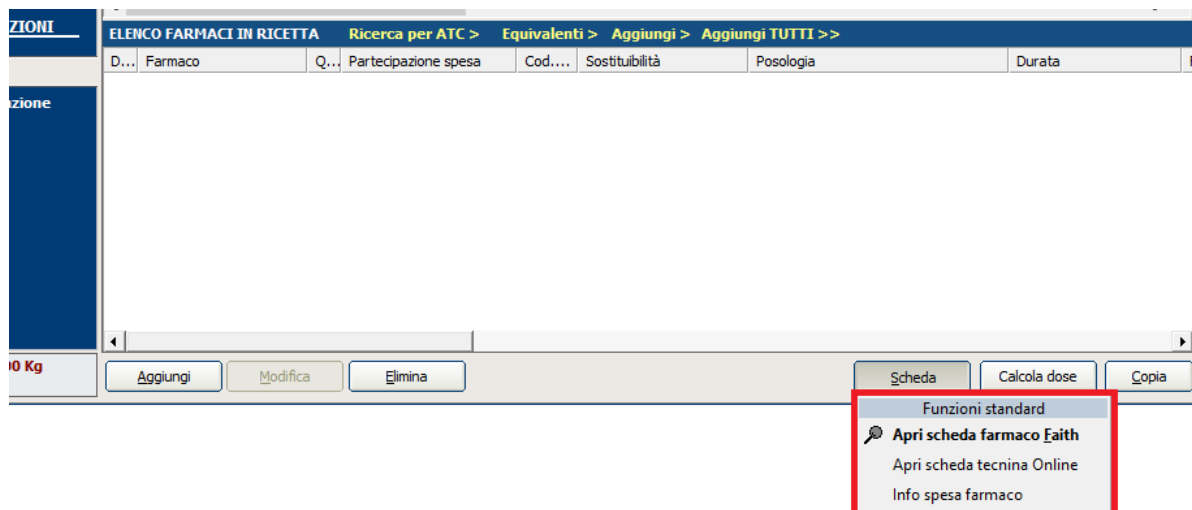 ZIONI
ELENCO FARMACI IN RICETTA Ricerca per ATC > Equivalenti > Aggiungi > Aggiungi TUTTI >>
D... Farmaco Q... Partecipazione spesa Cod.... Sostituibilità Posologia Durata
azione
00 Kg
Aggiungi Modifica Elimina Scheda Calcola dose Copia
Funzioni standard
Apri scheda farmaco Faith
Apri scheda tecnina Online
Info spesa farmaco